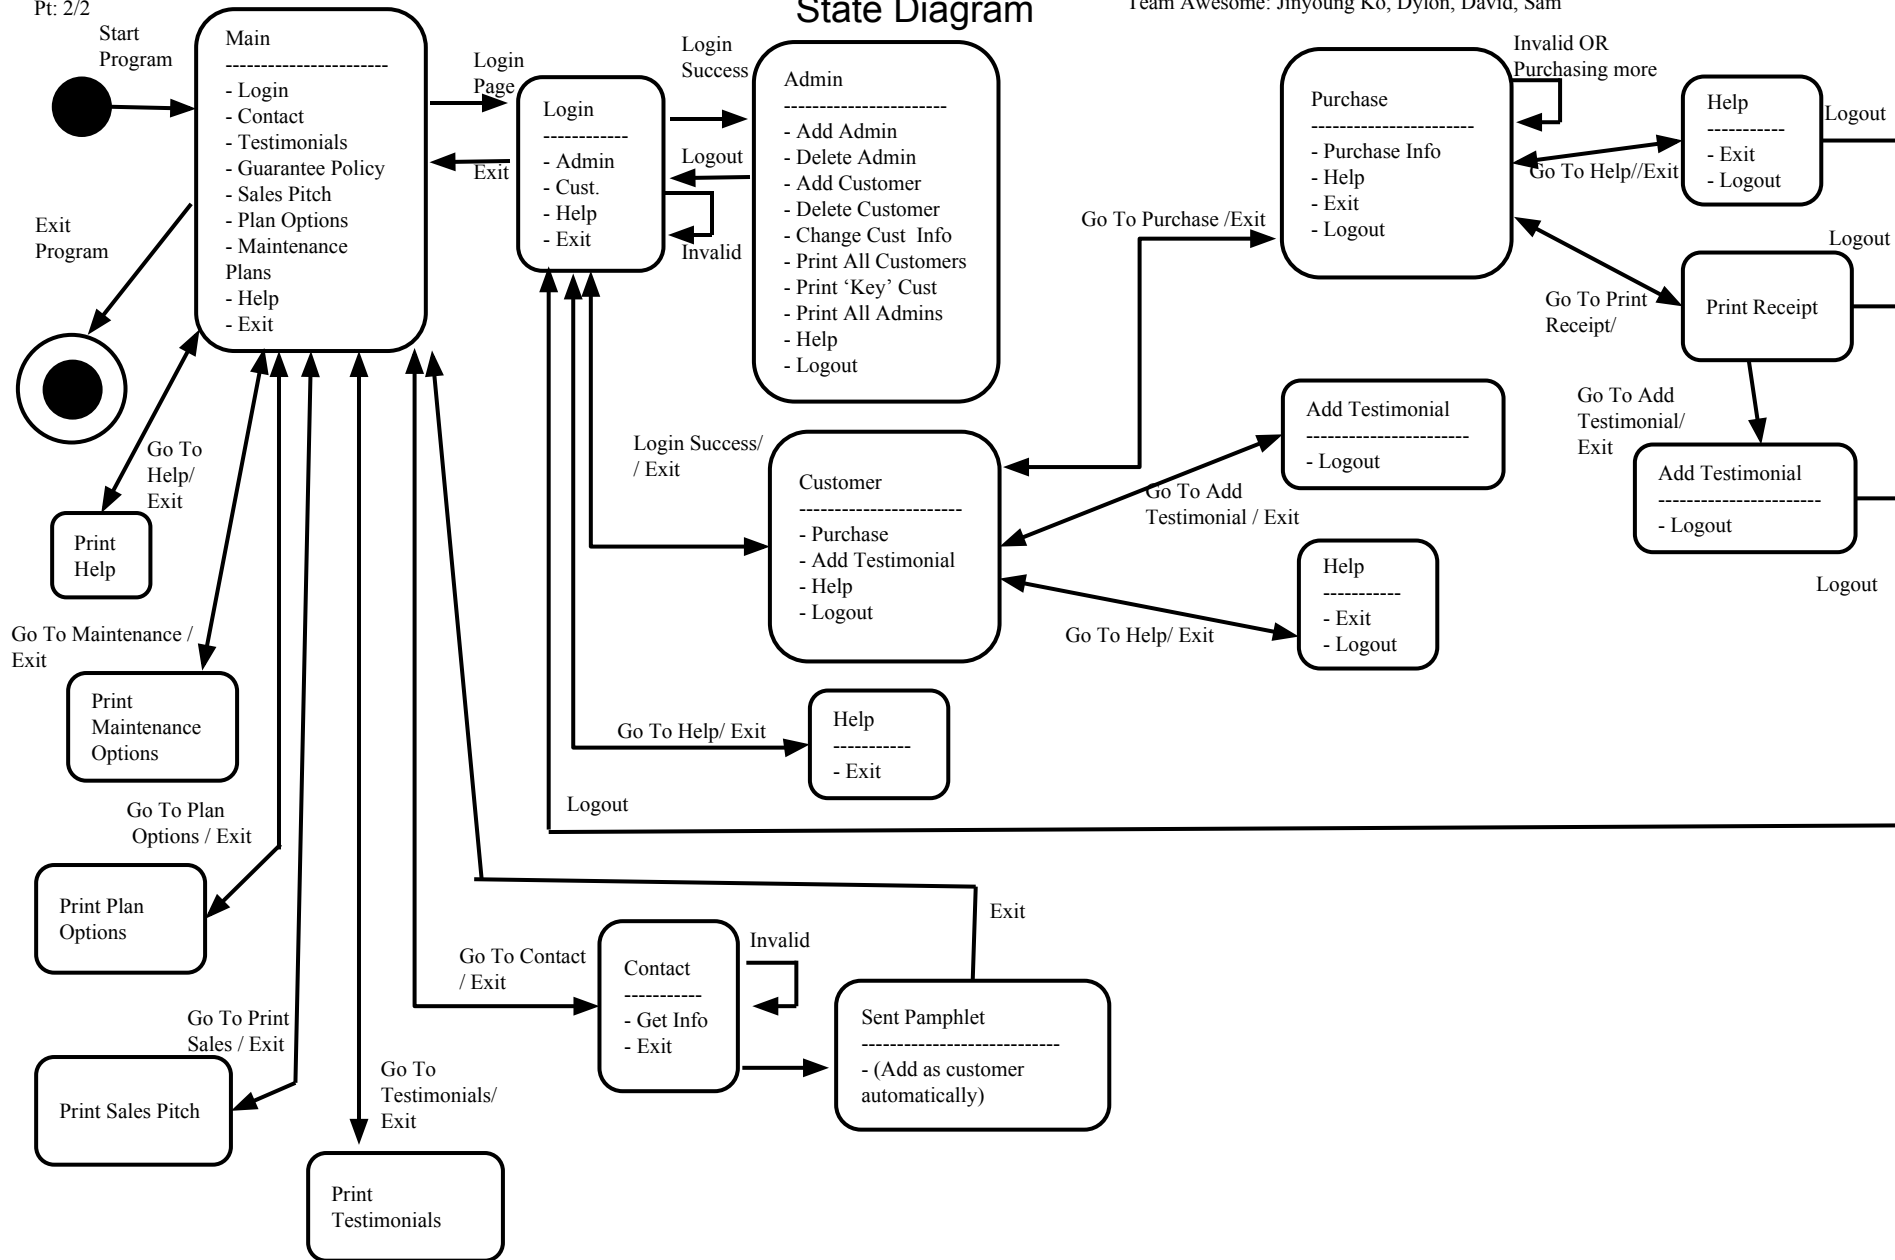 Pt: 2/2
State Diagram
Team Awesome: Jinyoung Ko, Dylon, David, Sam
Start
Program
Main
-----------------------
- Login
- Contact
- Testimonials
- Guarantee Policy
- Sales Pitch
- Plan Options
- Maintenance
Plans
- Help
- Exit
Exit
Program
Login
Page
Exit
Login
------------
- Admin
- Cust.
- Help
- Exit
Login
Success
Logout
Invalid
Admin
-----------------------
- Add Admin
- Delete Admin
- Add Customer
- Delete Customer
- Change Cust  Info
- Print All Customers
- Print ‘Key’ Cust
- Print All Admins
- Help
- Logout
Go To Purchase /Exit
Purchase
-----------------------
- Purchase Info
- Help
- Exit
- Logout
Invalid OR
Purchasing more
Go To Help//Exit
Help
-----------
- Exit
- Logout
Logout
Logout
Go To Print
Receipt/
Print Receipt
Go To Add
Testimonial/
Exit
Add Testimonial
-----------------------
- Logout
Logout
Login Success/
/ Exit
Customer
-----------------------
- Purchase
- Add Testimonial
- Help
- Logout
Add Testimonial
-----------------------
- Logout
Go To Add
Testimonial / Exit
Go To Help/ Exit
Help
-----------
- Exit
- Logout
Go To Help/ Exit
Help
-----------
- Exit
Logout
Go To
Help/
Exit
Print
Help
Go To Maintenance /
Exit
Print
Maintenance
Options
Go To Plan
Options / Exit
Print Plan
Options
Go To Print
Sales / Exit
Print Sales Pitch
Go To
Testimonials/
Exit
Print
Testimonials
Go To Contact
/ Exit
Contact
-----------
- Get Info
- Exit
Invalid
Exit
Sent Pamphlet
----------------------------
- (Add as customer
automatically)